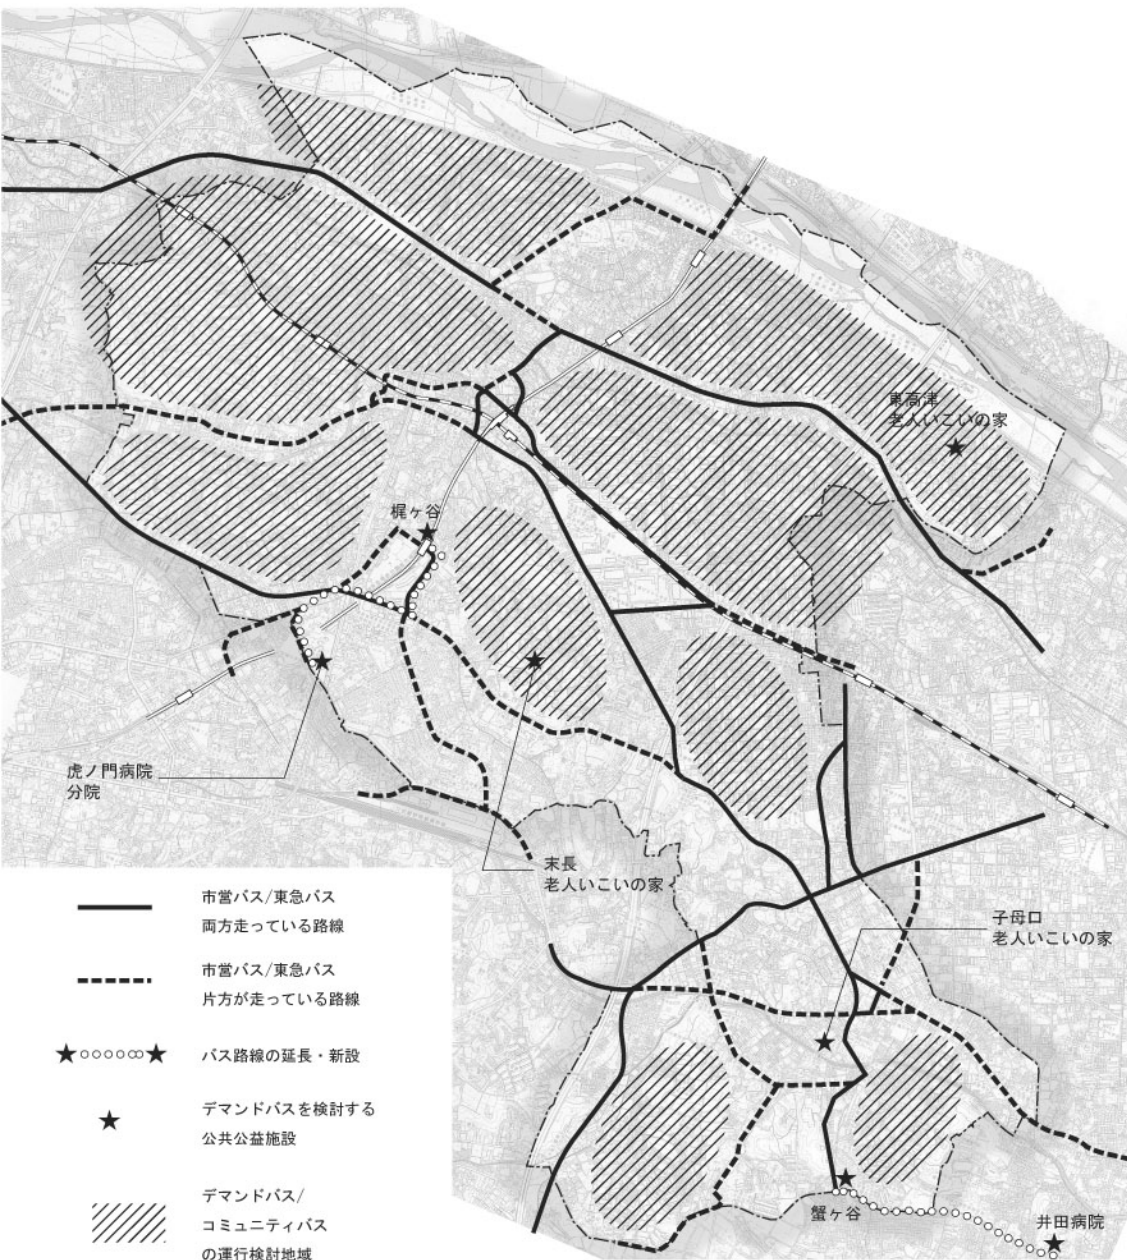 東高津
老人いこいの家
梶ヶ谷
虎ノ門病院
分院
末長
老人いこいの家
子母口
老人いこいの家
蟹ヶ谷
井田病院
市営バス/東急バス
両方走っている路線
市営バス/東急バス
片方が走っている路線
バス路線の延長・新設
デマンドバスを検討する
公共公益施設
デマンドバス/
コミュニティバス
の運行検討地域